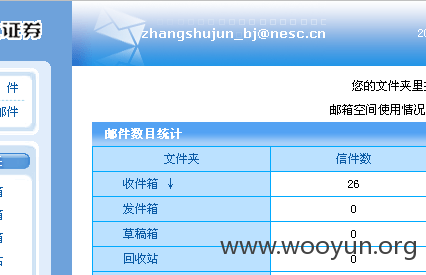 证券
zhangshujun_bj@nesc.cn
20
件
您的文件夹里
邮件
邮箱空间使用情况
邮件数目统计
文件夹 信件数
收件箱 ↓ 26
箱
发件箱 0
箱
草稿箱 0
箱
回收站 0
www.wooyun.org